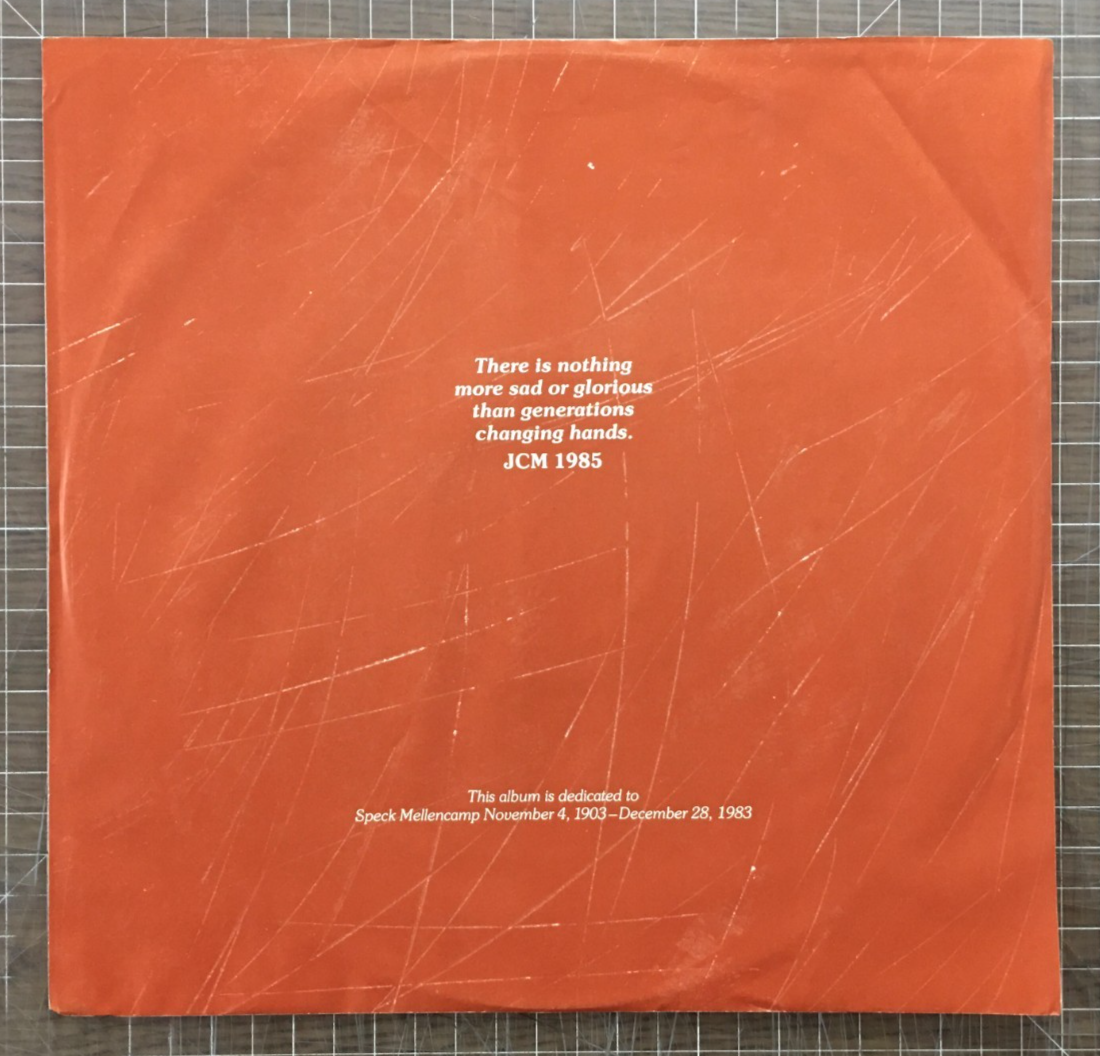 There is nothing
more sad or glorious
than generations
changing hands.
JCM 1985
This album is dedicated to
Speck Mellencamp November 4, 1903–December 28, 1983